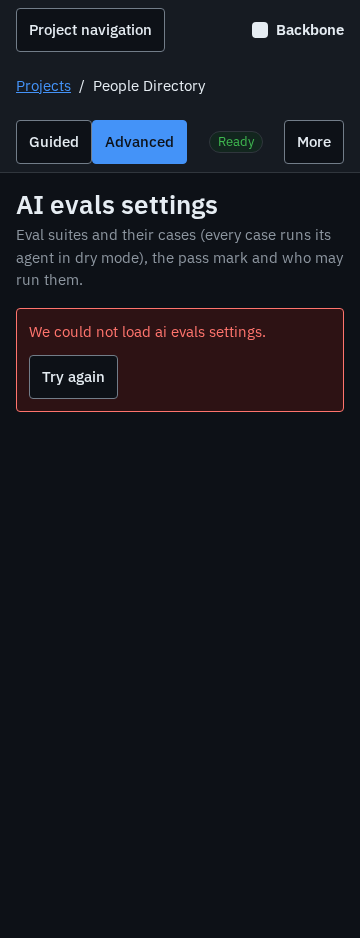 Project navigation
Backbone
Projects / People Directory
Guided
Advanced
Ready
More
AI evals settings
Eval suites and their cases (every case runs its
agent in dry mode), the pass mark and who may
run them.
We could not load ai evals settings.
Try again